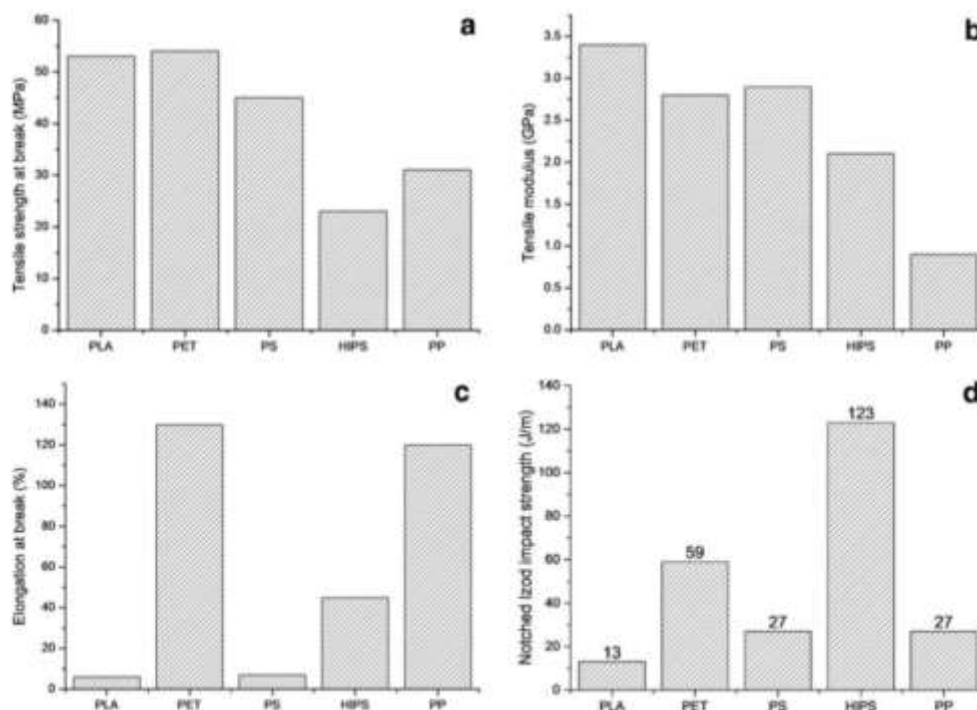 a
Tensile strength at break (MPa)
60
50
40
30
20
10
0
PLA PET PS HIPS PP
b
Tensile modulus (GPa)
3.5
3.0
2.5
2.0
1.5
1.0
0.5
0.0
PLA PET PS HIPS PP
c
Elongation at break (%)
140
120
100
80
60
40
20
0
PLA PET PS HIPS PP
d
Notched Izod impact strength (J/m)
140
120
100
80
60
40
20
0
13 59 27 123 27
PLA PET PS HIPS PP